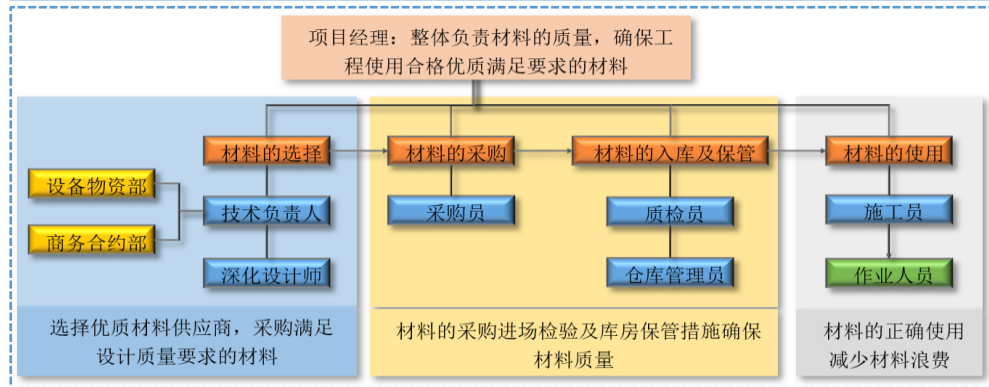 项目经理：整体负责材料的质量，确保工
程使用合格优质满足要求的材料
材料的选择
材料的采购
材料的入库及保管
材料的使用
设备物资部
商务合约部
技术负责人
深化设计师
采购员
质检员
仓库管理员
施工员
作业人员
选择优质材料供应商，采购满足
设计质量要求的材料
材料的采购进场检验及库房保管措施确保
材料质量
材料的正确使用
减少材料浪费